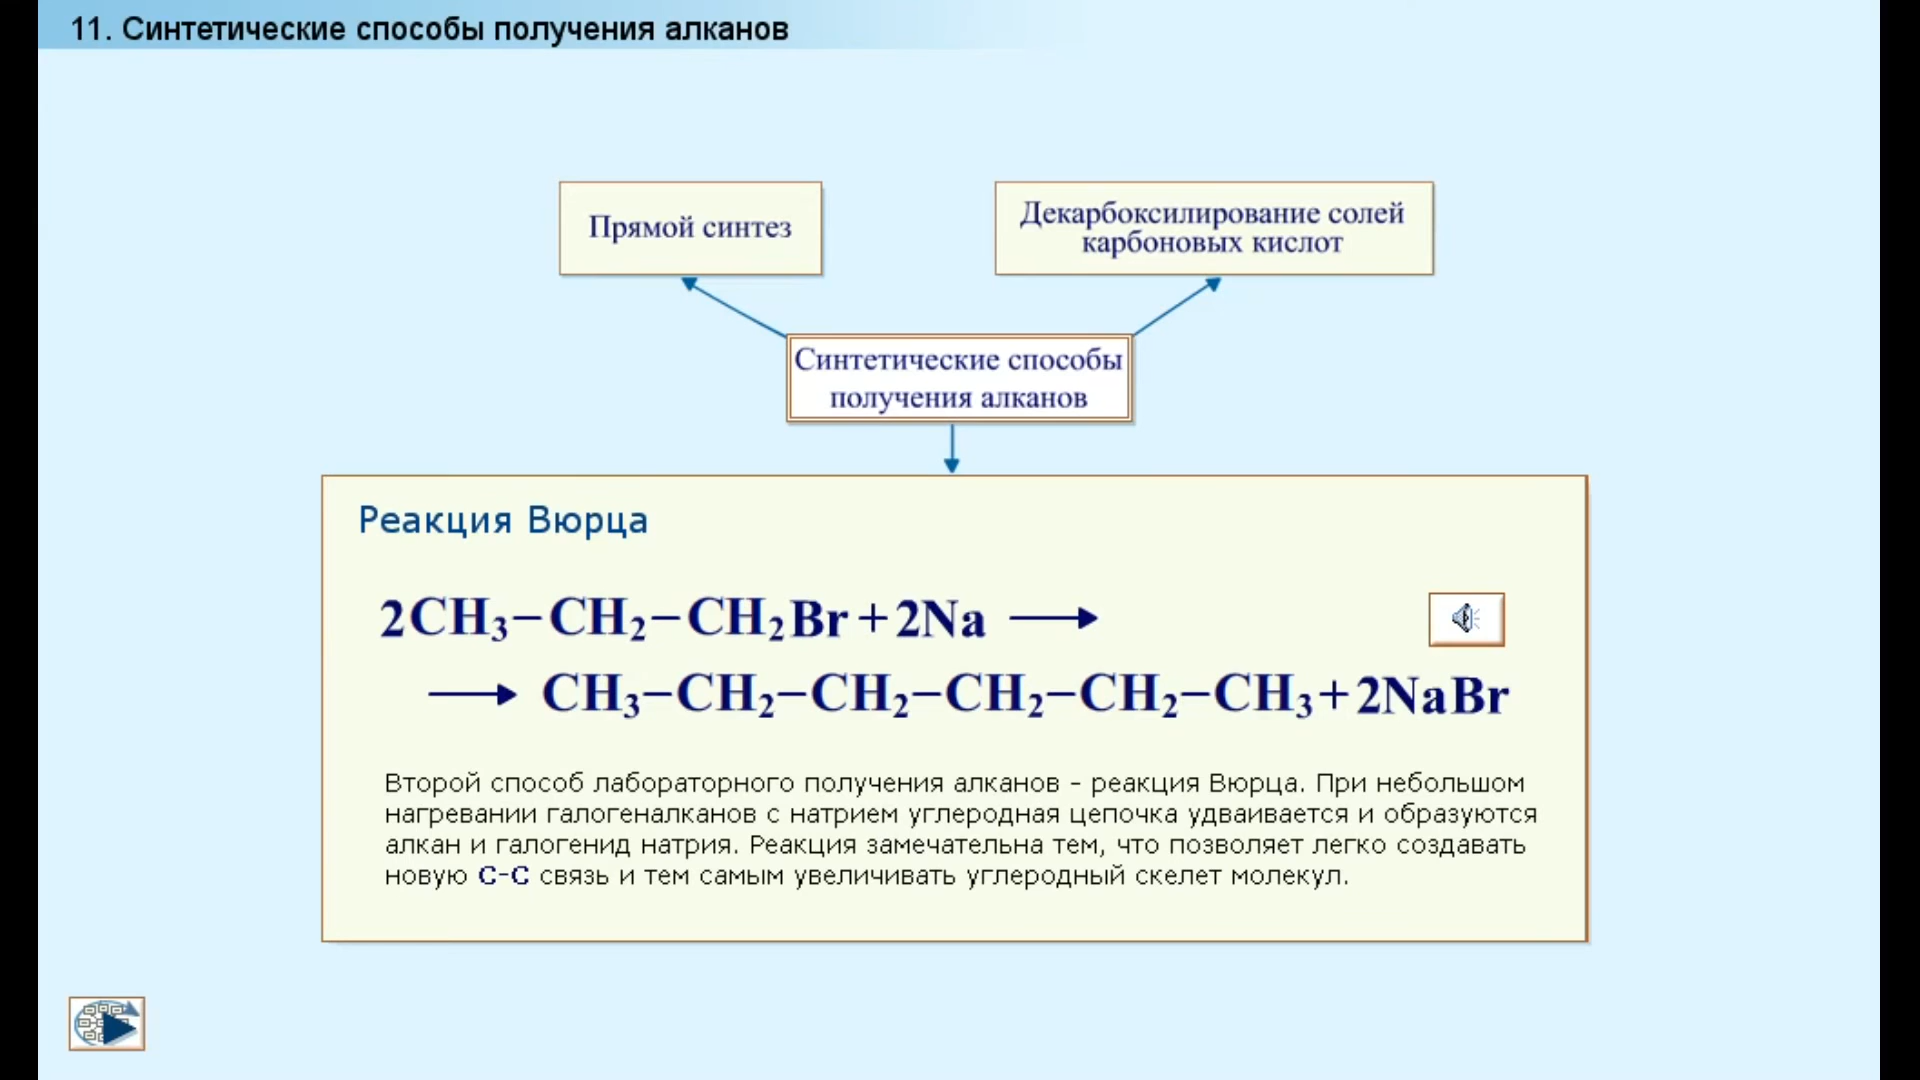 11. Синтетические способы получения алканов
Прямой синтез
Декарбоксилирование солей
карбоновых кислот
Синтетические способы
получения алканов
Реакция Вюрца
2CH₃–CH₂–CH₂Br+2Na ⟶
⟶ CH₃–CH₂–CH₂–CH₂–CH₂–CH₃+2NaBr
Второй способ лабораторного получения алканов – реакция Вюрца. При небольшом
нагревании галогеналканов с натрием углеродная цепочка удваивается и образуются
алкан и галогенид натрия. Реакция замечательна тем, что позволяет легко создавать
новую С–С связь и тем самым увеличивать углеродный скелет молекул.